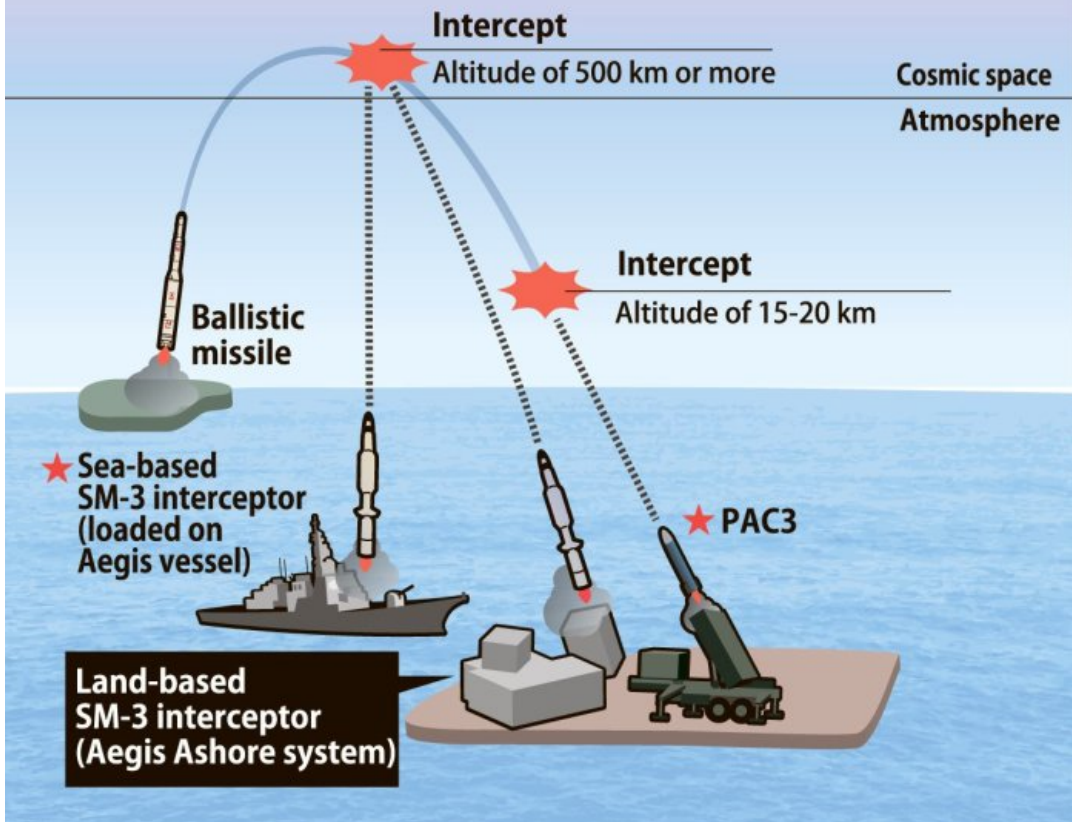 Intercept
Altitude of 500 km or more
Cosmic space
Atmosphere
Intercept
Altitude of 15-20 km
Ballistic
missile
Sea-based
SM-3 interceptor
(loaded on
Aegis vessel)
PAC3
Land-based
SM-3 interceptor
(Aegis Ashore system)